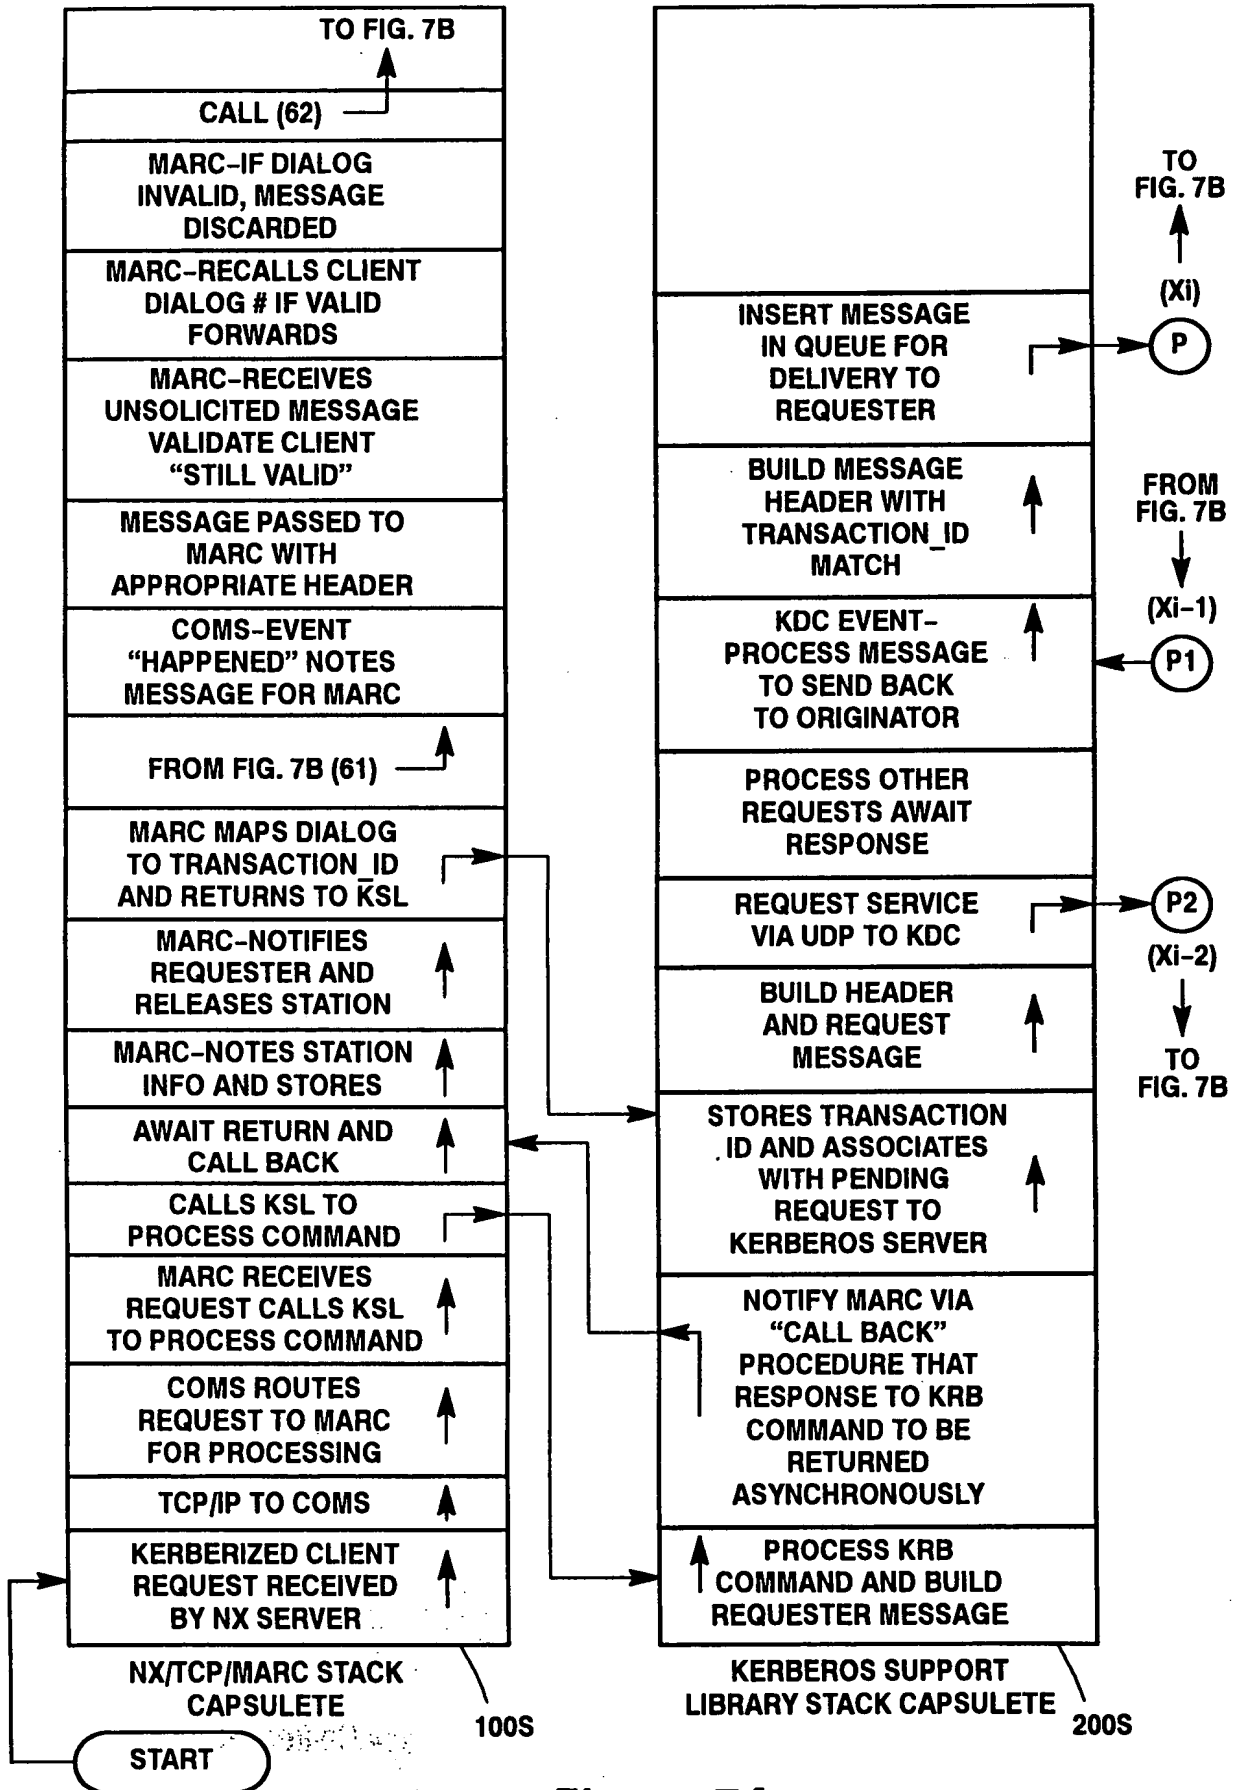 TO FIG. 7B
CALL (62)
MARC-IF DIALOG
INVALID, MESSAGE
DISCARDED
MARC-RECALLS CLIENT
DIALOG # IF VALID
FORWARDS
MARC-RECEIVES
UNSOLICITED MESSAGE
VALIDATE CLIENT
“STILL VALID”
MESSAGE PASSED TO
MARC WITH
APPROPRIATE HEADER
COMS-EVENT
“HAPPENED” NOTES
MESSAGE FOR MARC
FROM FIG. 7B (61)
MARC MAPS DIALOG
TO TRANSACTION_ID
AND RETURNS TO KSL
MARC-NOTIFIES
REQUESTER AND
RELEASES STATION
MARC-NOTES STATION
INFO AND STORES
AWAIT RETURN AND
CALL BACK
CALLS KSL TO
PROCESS COMMAND
MARC RECEIVES
REQUEST CALLS KSL
TO PROCESS COMMAND
COMS ROUTES
REQUEST TO MARC
FOR PROCESSING
TCP/IP TO COMS
KERBERIZED CLIENT
REQUEST RECEIVED
BY NX SERVER
NX/TCP/MARC STACK
CAPSULETE
100S
START
INSERT MESSAGE
IN QUEUE FOR
DELIVERY TO
REQUESTER
BUILD MESSAGE
HEADER WITH
TRANSACTION_ID
MATCH
KDC EVENT-
PROCESS MESSAGE
TO SEND BACK
TO ORIGINATOR
PROCESS OTHER
REQUESTS AWAIT
RESPONSE
REQUEST SERVICE
VIA UDP TO KDC
BUILD HEADER
AND REQUEST
MESSAGE
STORES TRANSACTION
ID AND ASSOCIATES
WITH PENDING
REQUEST TO
KERBEROS SERVER
NOTIFY MARC VIA
“CALL BACK”
PROCEDURE THAT
RESPONSE TO KRB
COMMAND TO BE
RETURNED
ASYNCHRONOUSLY
PROCESS KRB
COMMAND AND BUILD
REQUESTER MESSAGE
KERBEROS SUPPORT
LIBRARY STACK CAPSULETE
200S
TO
FIG. 7B
(Xi)
P
FROM
FIG. 7B
(Xi-1)
P1
P2
(Xi-2)
TO
FIG. 7B